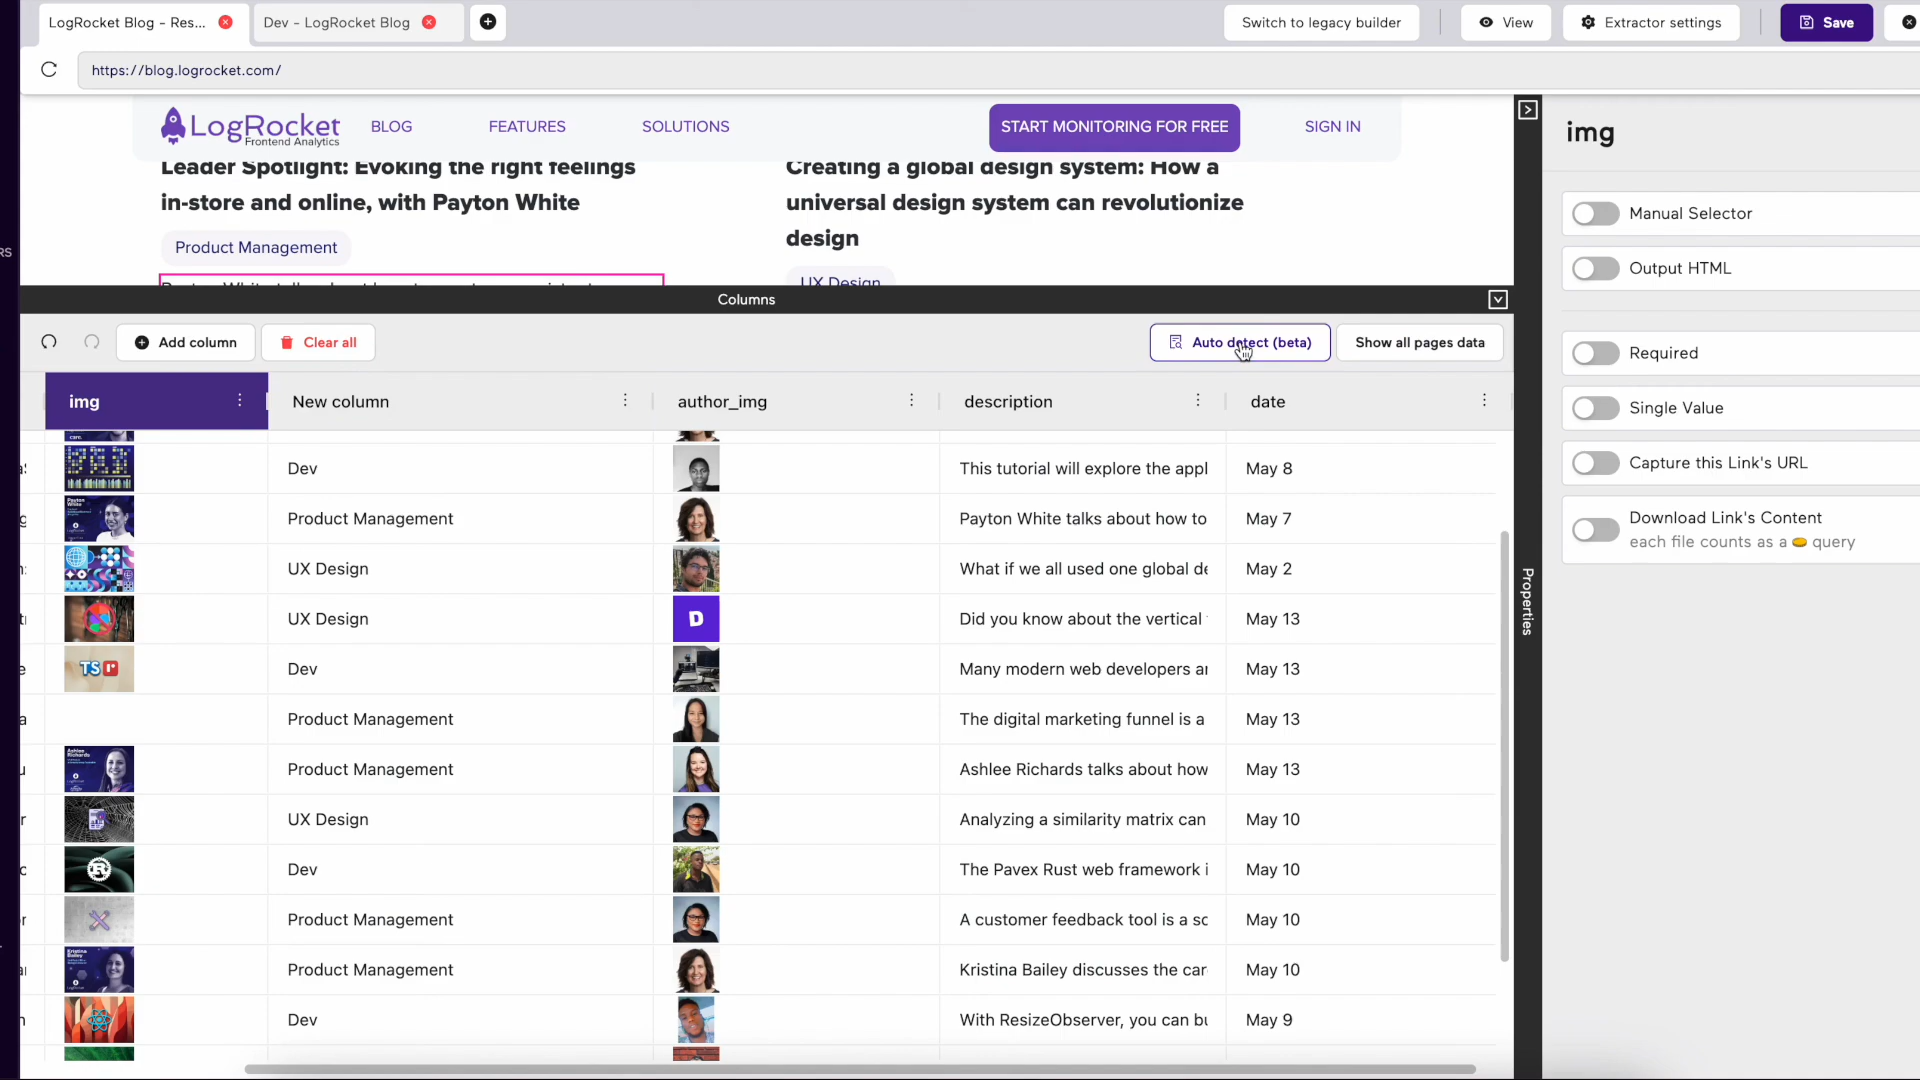 LogRocket Blog - Res...
Dev - LogRocket Blog
Switch to legacy builder
View
Extractor settings
Save
https://blog.logrocket.com/
LogRocket
Frontend Analytics
BLOG
FEATURES
SOLUTIONS
START MONITORING FOR FREE
SIGN IN
Leader Spotlight: Evoking the right feelings
in-store and online, with Payton White
Product Management
Creating a global design system: How a
universal design system can revolutionize
design
UX Design
Columns
Add column
Clear all
Auto detect (beta)
Show all pages data
img
New column
author_img
description
date
Dev
This tutorial will explore the appl
May 8
Product Management
Payton White talks about how to
May 7
UX Design
What if we all used one global de
May 2
UX Design
D
Did you know about the vertical
May 13
TS
Dev
Many modern web developers ar
May 13
Product Management
The digital marketing funnel is a
May 13
Product Management
Ashlee Richards talks about how
May 13
UX Design
Analyzing a similarity matrix can
May 10
Dev
The Pavex Rust web framework i
May 10
Product Management
A customer feedback tool is a sc
May 10
Product Management
Kristina Bailey discusses the car
May 10
Dev
With ResizeObserver, you can bu
May 9
Properties
img
Manual Selector
Output HTML
Required
Single Value
Capture this Link's URL
Download Link's Content
each file counts as a query